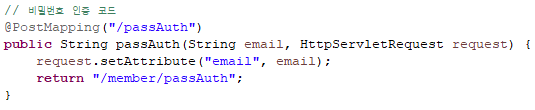 // 비밀번호 인증 코드
@PostMapping("/passAuth")
public String passAuth(String email, HttpServletRequest request) {
    request.setAttribute("email", email);
    return "/member/passAuth";
}